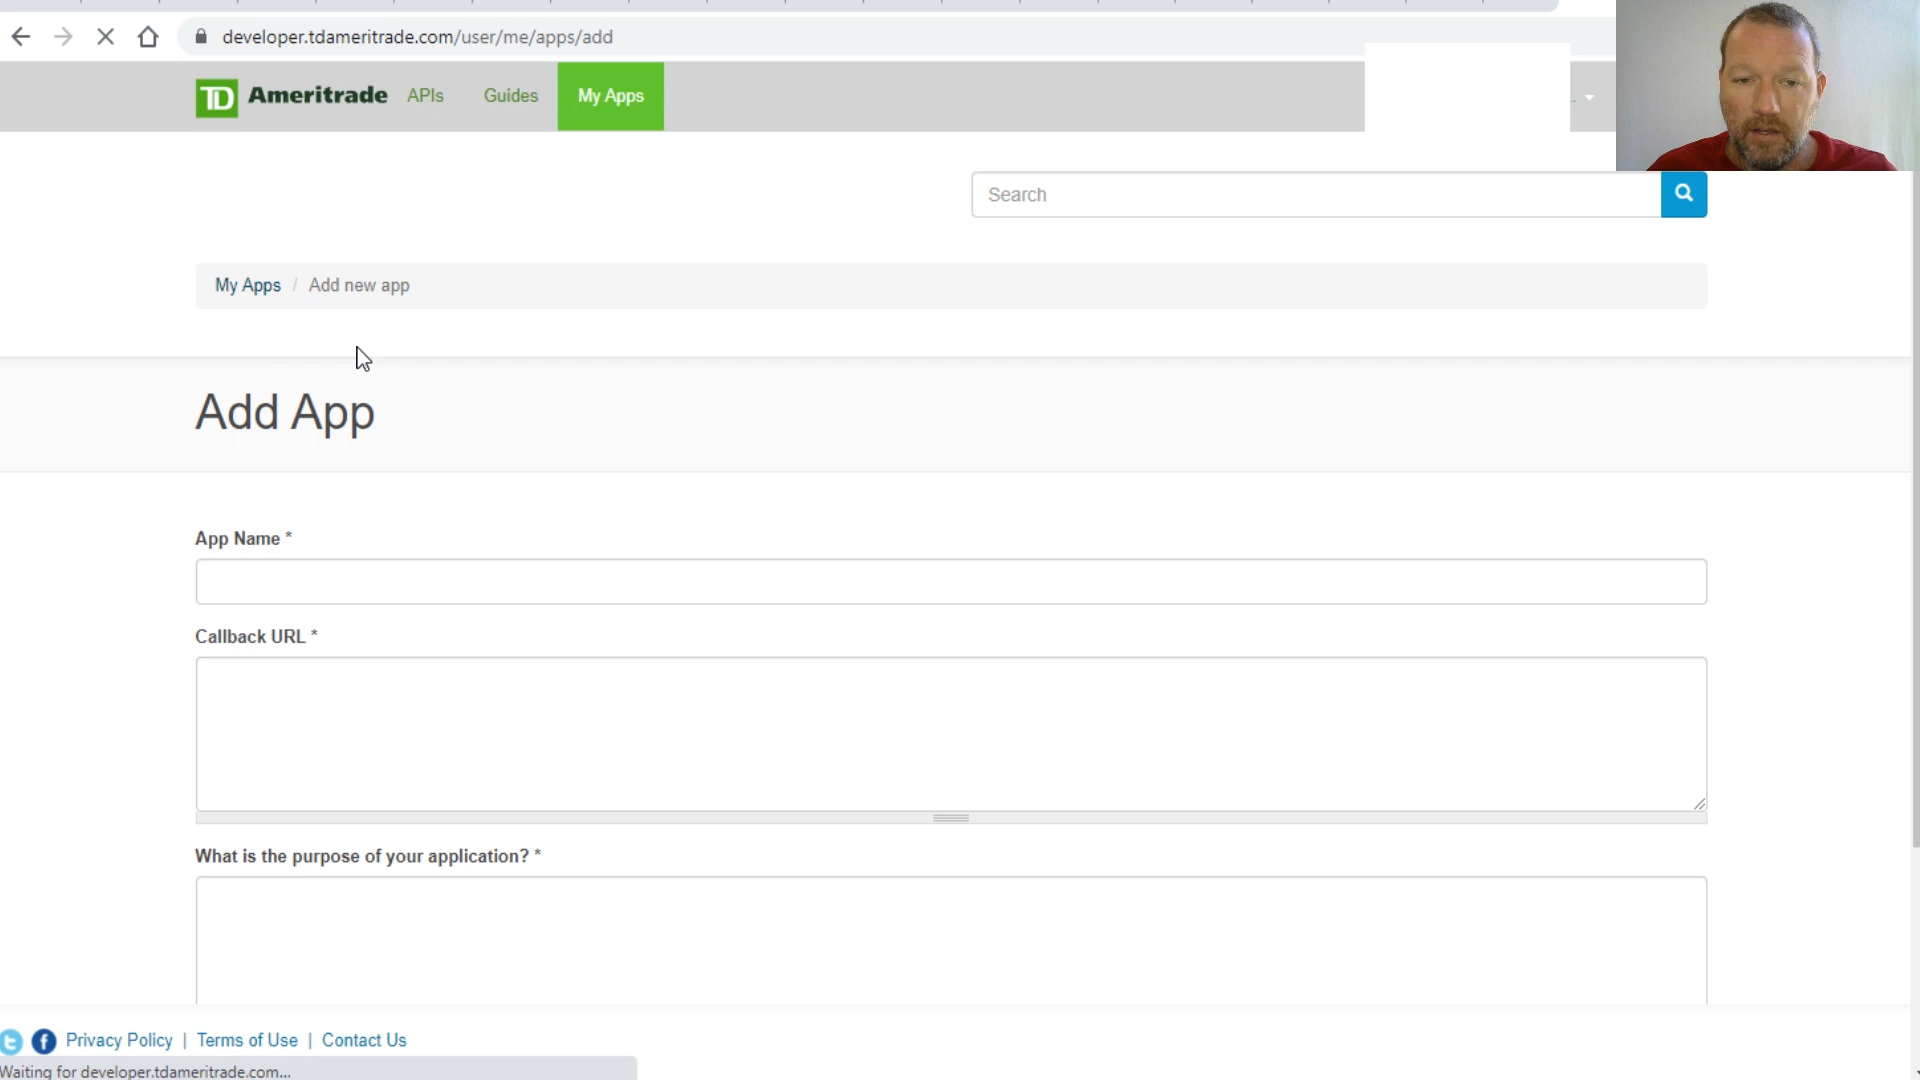 developer.tdameritrade.com/user/me/apps/add
TD Ameritrade APIs Guides My Apps
Search
My Apps / Add new app
Add App
App Name *
Callback URL *
What is the purpose of your application? *
Privacy Policy | Terms of Use | Contact Us
Waiting for developer.tdameritrade.com...